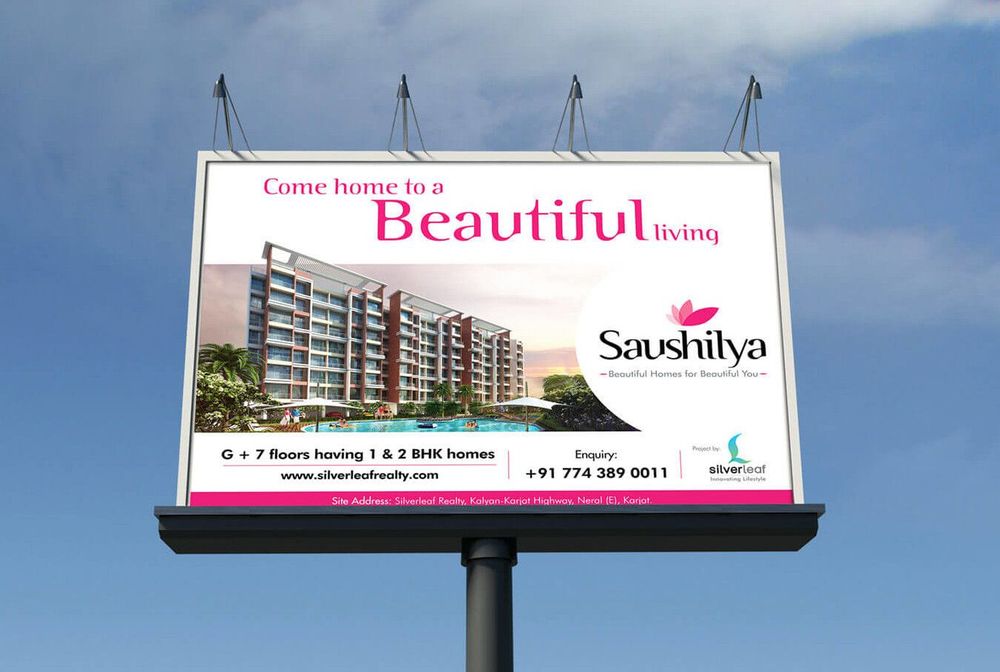 Come home to a
Beautiful living
Saushilya
Beautiful Homes for Beautiful You
G + 7 floors having 1 & 2 BHK homes
www.silverleafrealty.com
Enquiry:
+91 774 389 0011
Project by:
silverleaf
Innovating Lifestyle
Site Address: Silverleaf Realty, Kalyan-Karjat Highway, Neral (E), Karjat.